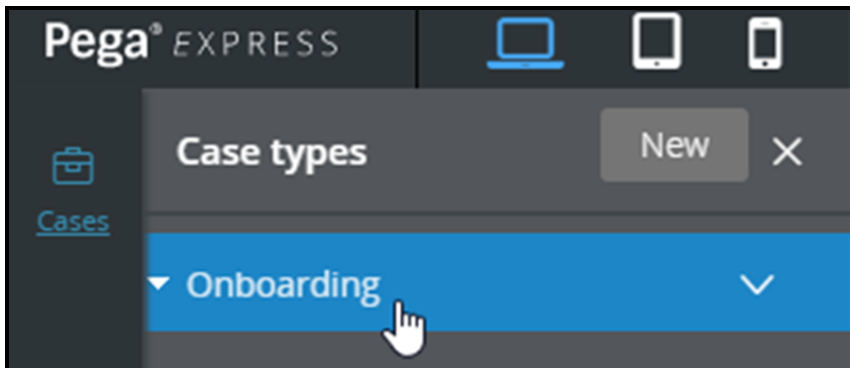 Pega® EXPRESS
Case types
New
Cases
Onboarding